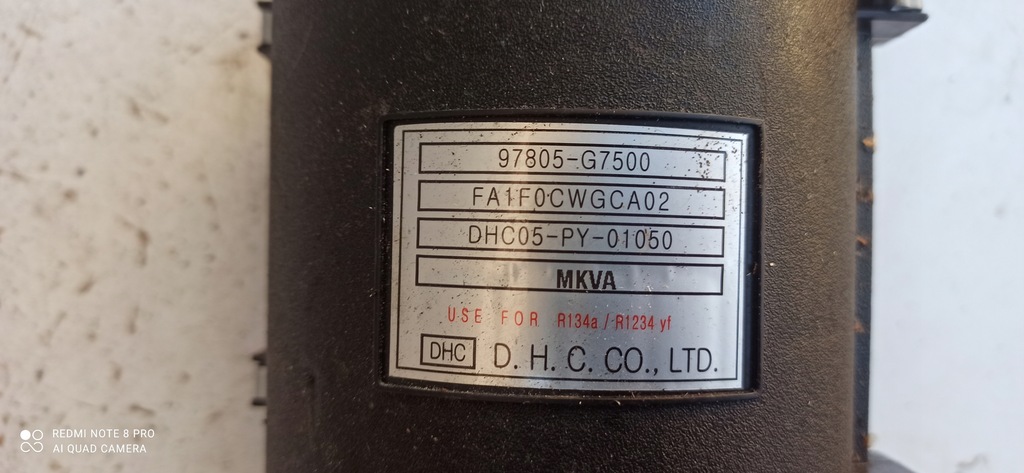 97805-G7500
FA1F0CWGCA02
DHC05-PY-01050
MKVA
USE FOR R134a / R1234 yf
DHC D. H. C. CO., LTD.
REDMI NOTE 8 PRO
AI QUAD CAMERA